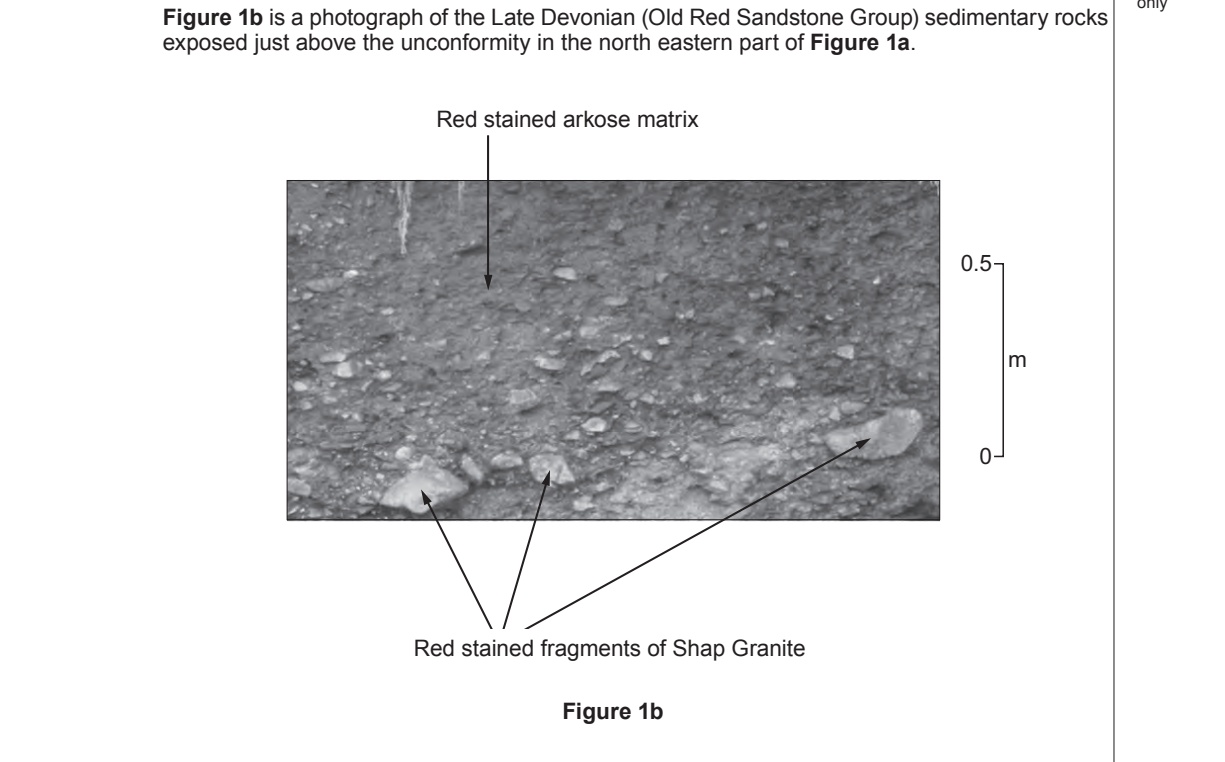 only
Figure 1b is a photograph of the Late Devonian (Old Red Sandstone Group) sedimentary rocks
exposed just above the unconformity in the north eastern part of Figure 1a.
Red stained arkose matrix
0.5
m
0
Red stained fragments of Shap Granite
Figure 1b